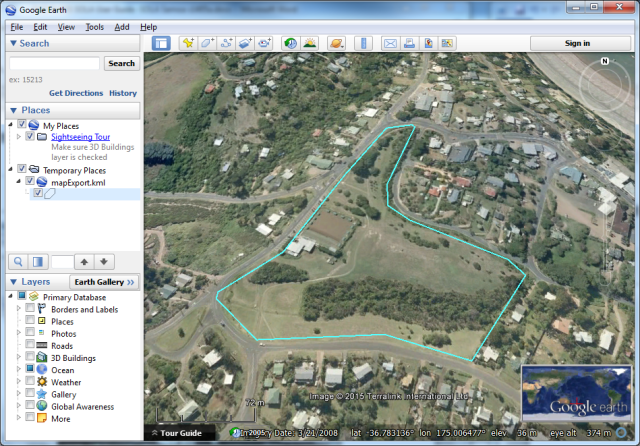 Google Earth
File Edit View Tools Add Help
Search
Sign in
Search
ex: 15213
Get Directions History
Places
My Places
Sightseeing Tour
Make sure 3D Buildings
layer is checked
Temporary Places
mapExport.kml
Layers
Earth Gallery >>
Primary Database
Borders and Labels
Places
Photos
Roads
3D Buildings
Ocean
Weather
Gallery
Global Awareness
More
N
72 m
Image © 2015 Terralink International Ltd
Google earth
Tour Guide
2005
Imagery Date: 3/21/2008 lat -36.783136° lon 175.006477° elev 36 m eye alt 374 m